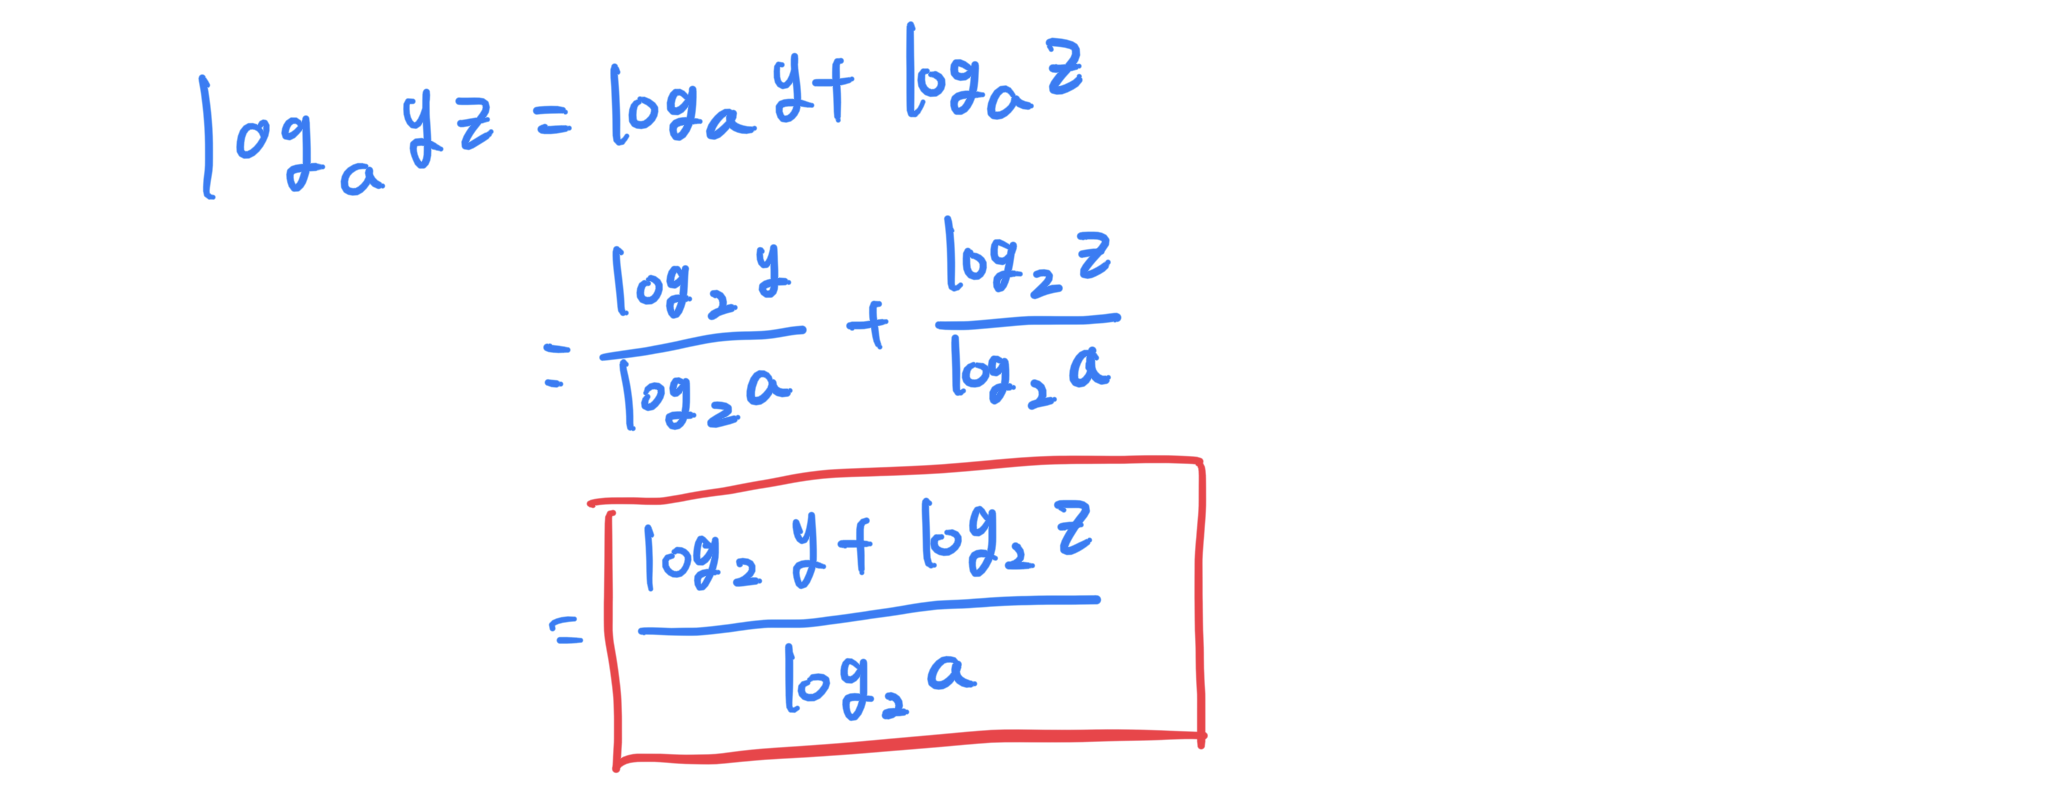 log_a yz = log_a y + log_a z
= \frac{log_2 y}{log_2 a} + \frac{log_2 z}{log_2 a}
= \frac{log_2 y + log_2 z}{log_2 a}